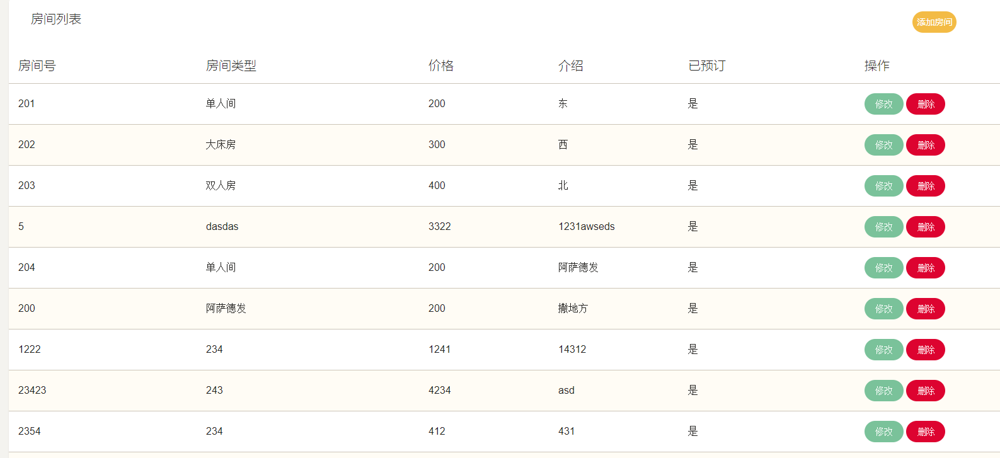 房间列表 添加房间
房间号 房间类型 价格 介绍 已预订 操作
201 单人间 200 东 是 修改 删除
202 大床房 300 西 是 修改 删除
203 双人房 400 北 是 修改 删除
5 dasdas 3322 1231awseds 是 修改 删除
204 单人间 200 阿萨德发 是 修改 删除
200 阿萨德发 200 撒地方 是 修改 删除
1222 234 1241 14312 是 修改 删除
23423 243 4234 asd 是 修改 删除
2354 234 412 431 是 修改 删除